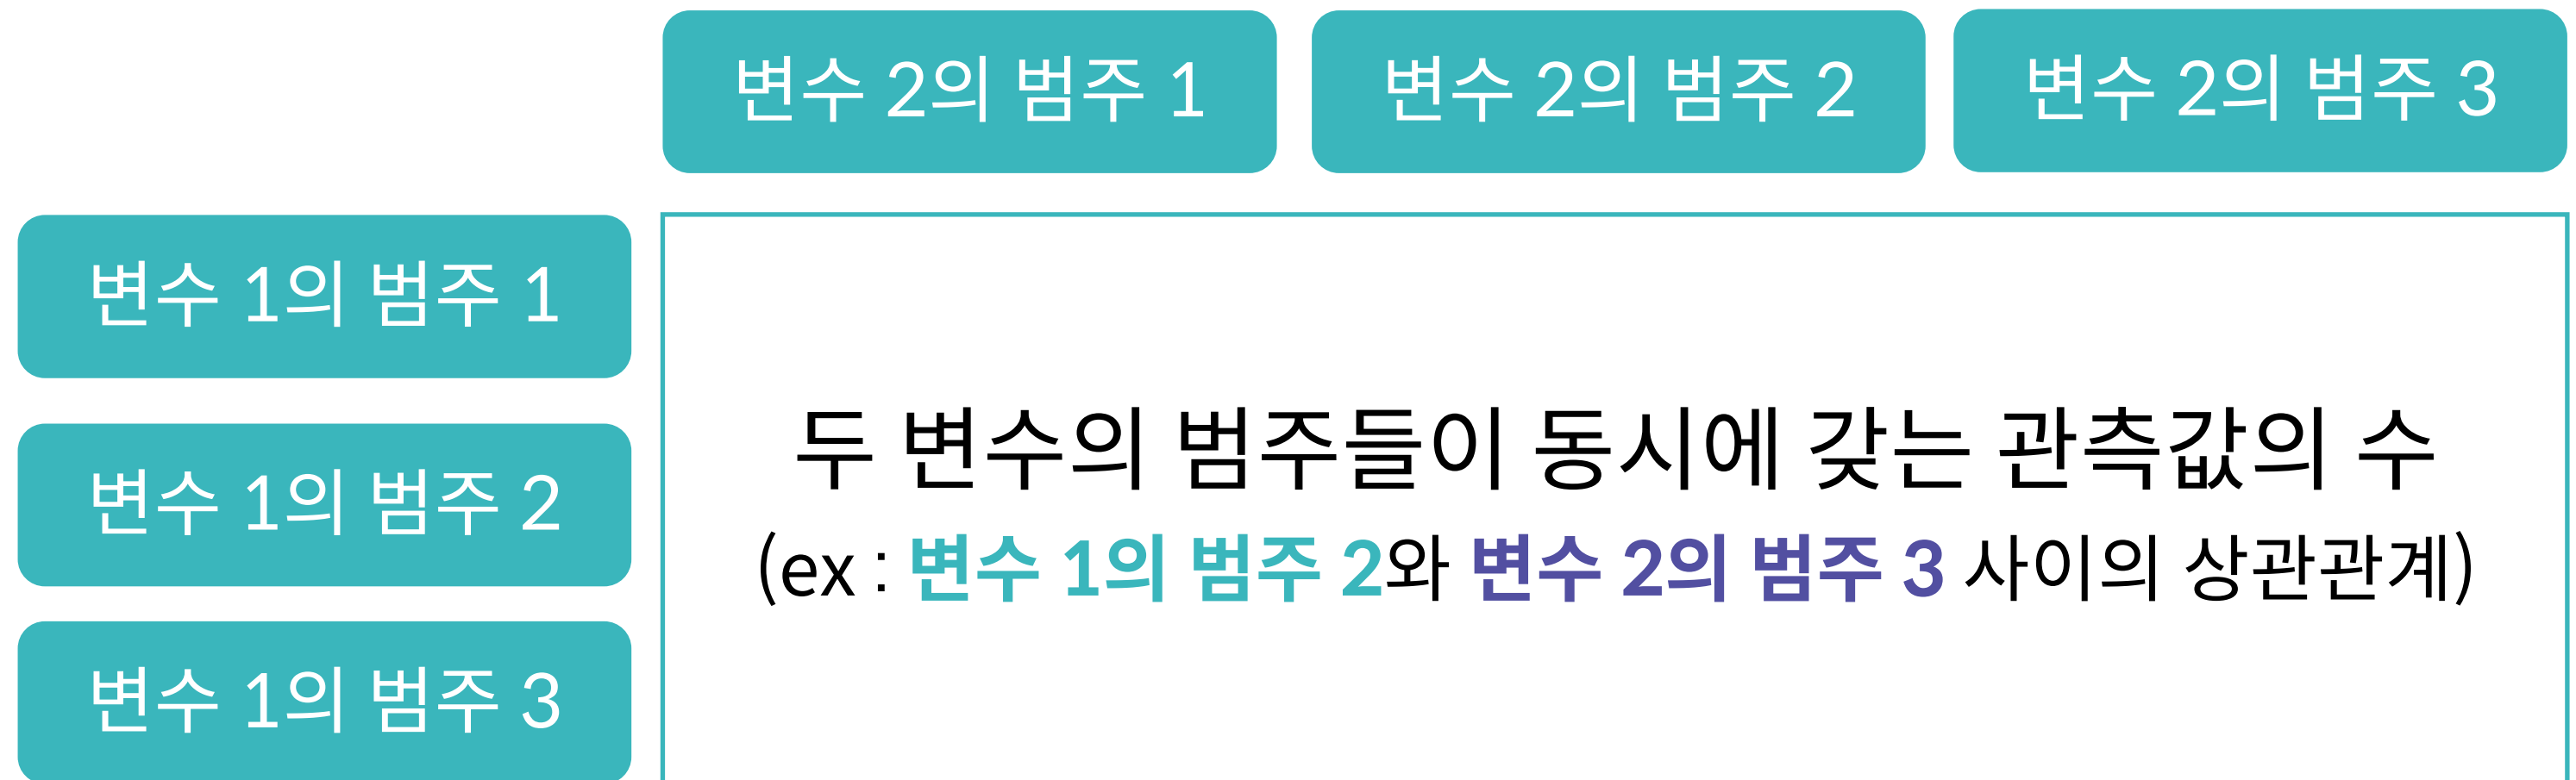 변수 2의 범주 1
변수 2의 범주 2
변수 2의 범주 3
변수 1의 범주 1
변수 1의 범주 2
변수 1의 범주 3
두 변수의 범주들이 동시에 갖는 관측값의 수
(ex : 변수 1의 범주 2와 변수 2의 범주 3 사이의 상관관계)